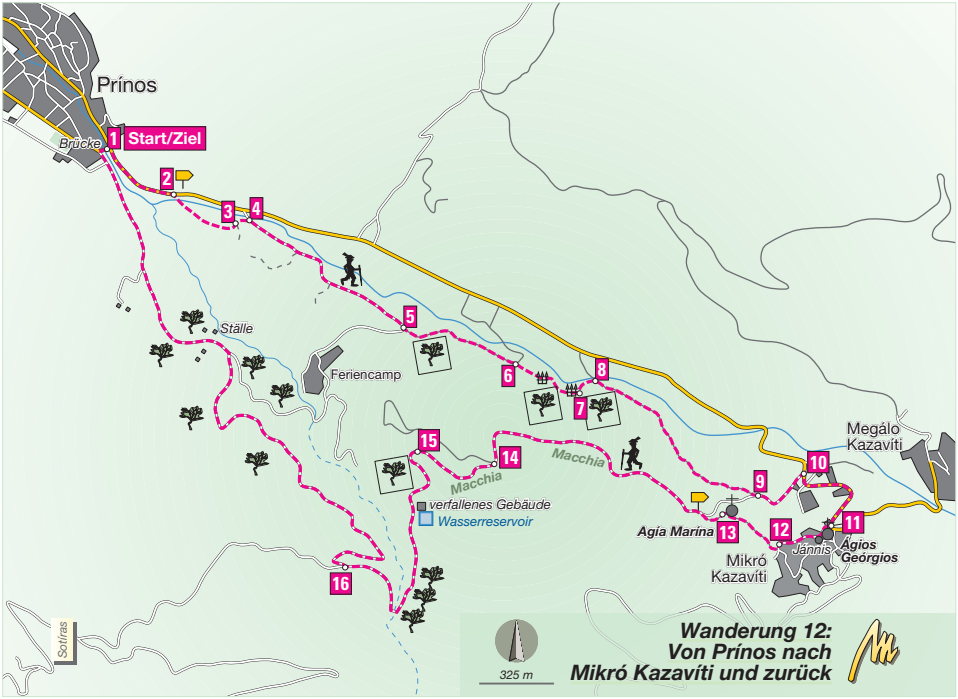 Prínos
Brücke
1 Start/Ziel
2
3
4
5
Ställe
Feriencamp
6
7
8
Megálo
Kazavíti
Macchia
9
10
15
14
Macchia
verfallenes Gebäude
Wasserreservoir
Agía Marína
13
12
11
Jánnis
Ágios
Geórgios
Mikró
Kazavíti
16
Sotíras
325 m
Wanderung 12:
Von Prínos nach
Mikró Kazavíti und zurück